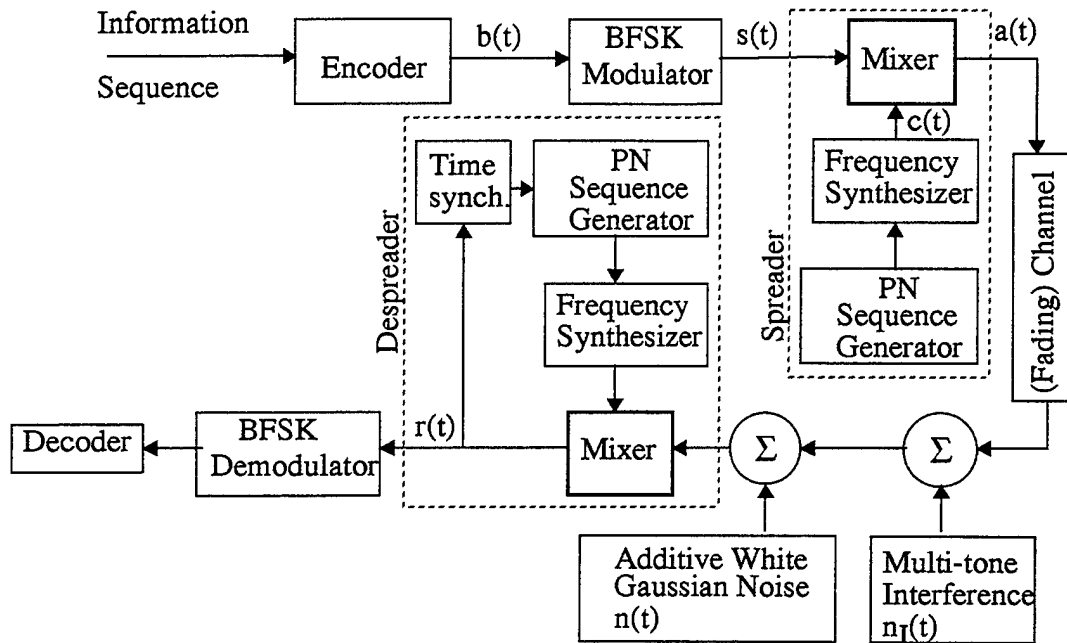 Information
Sequence
Encoder
b(t)
BFSK
Modulator
s(t)
Mixer
a(t)
c(t)
Frequency
Synthesizer
PN
Sequence
Generator
Spreader
(Fading) Channel
Time
synch.
PN
Sequence
Generator
Frequency
Synthesizer
Despreader
Decoder
BFSK
Demodulator
r(t)
Mixer
Σ
Σ
Additive White
Gaussian Noise
n(t)
Multi-tone
Interference
n_I(t)